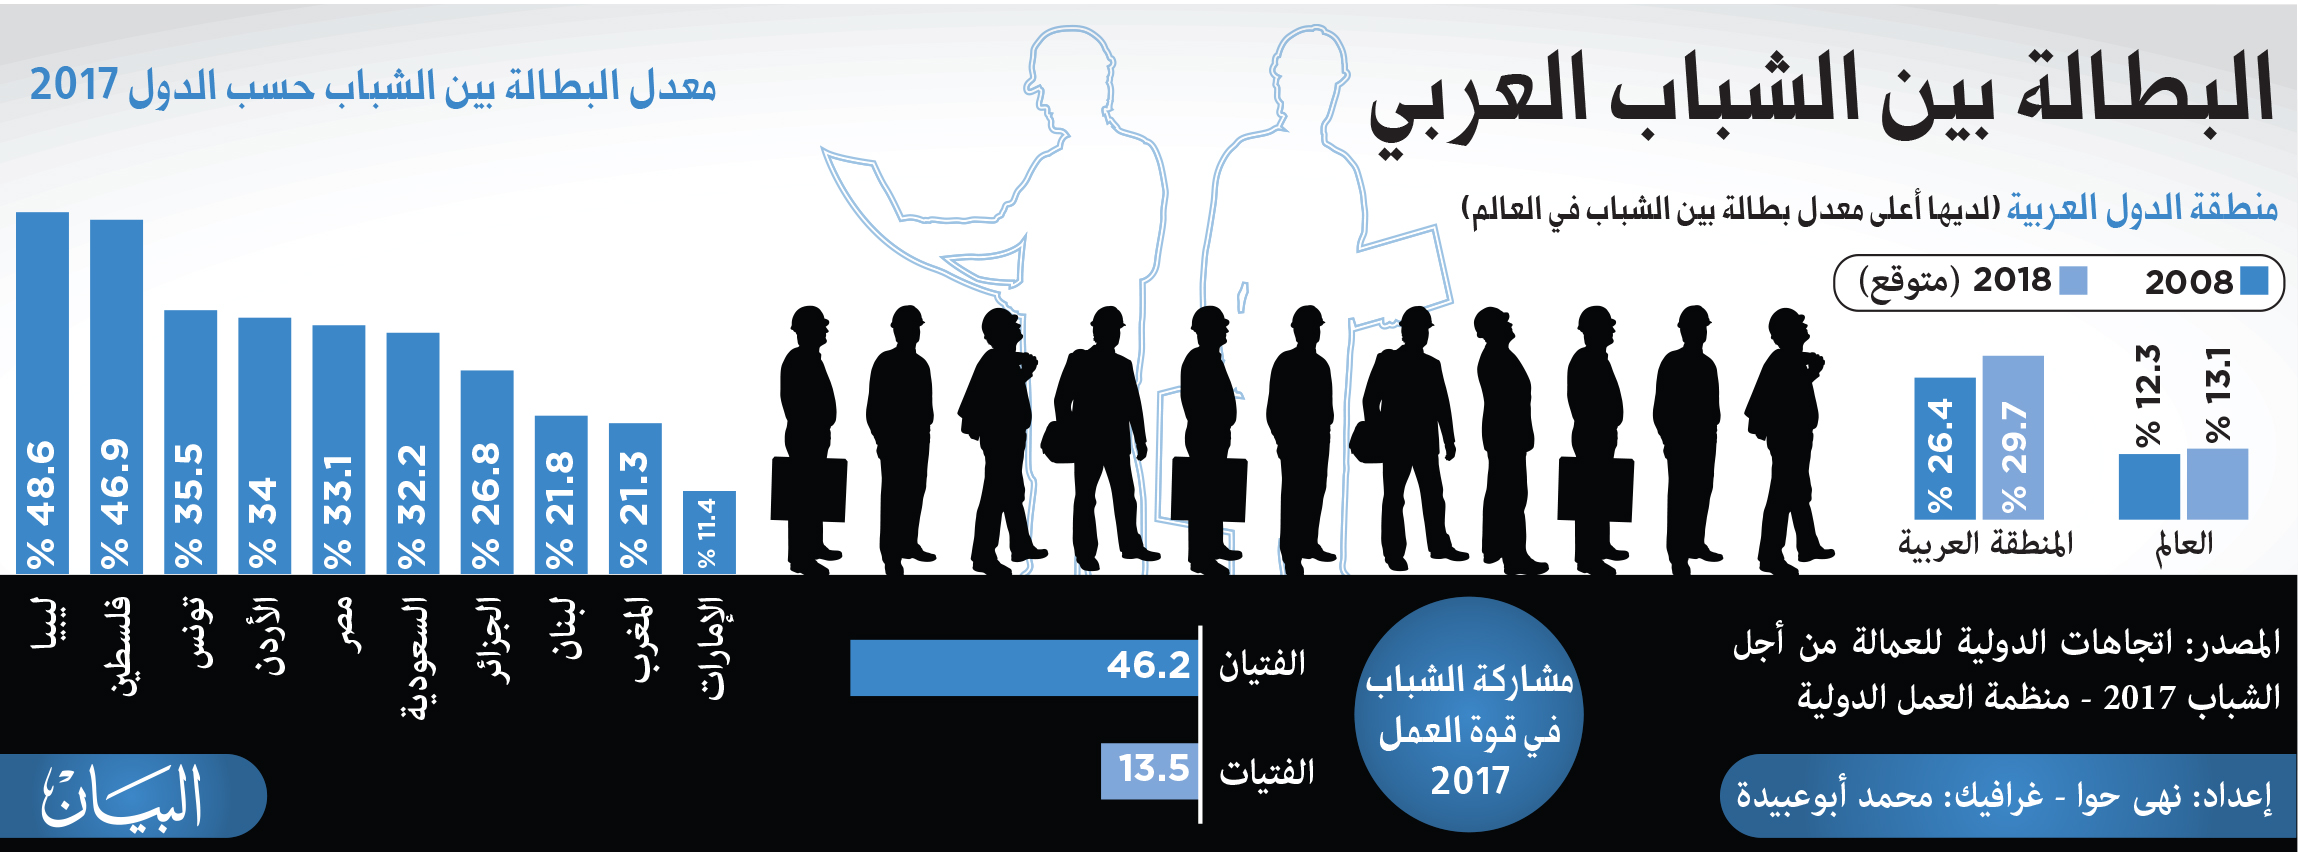 البطالة بين الشباب العربي
منطقة الدول العربية (لديها أعلى معدل بطالة بين الشباب في العالم)
2008
2018 (متوقع)
% 12.3
% 13.1
العالم
% 26.4
% 29.7
المنطقة العربية
معدل البطالة بين الشباب حسب الدول 2017
% 48.6
% 46.9
% 35.5
% 34
% 33.1
% 32.2
% 26.8
% 21.8
% 21.3
% 11.4
ليبيا
فلسطين
تونس
الأردن
مصر
السعودية
الجزائر
لبنان
المغرب
الإمارات
مشاركة الشباب
في قوة العمل
2017
الفتيان
46.2
الفتيات
13.5
المصدر: اتجاهات الدولية للعمالة من أجل
الشباب 2017 - منظمة العمل الدولية
إعداد: نهى حوا - غرافيك: محمد أبوعبيدة
البيان